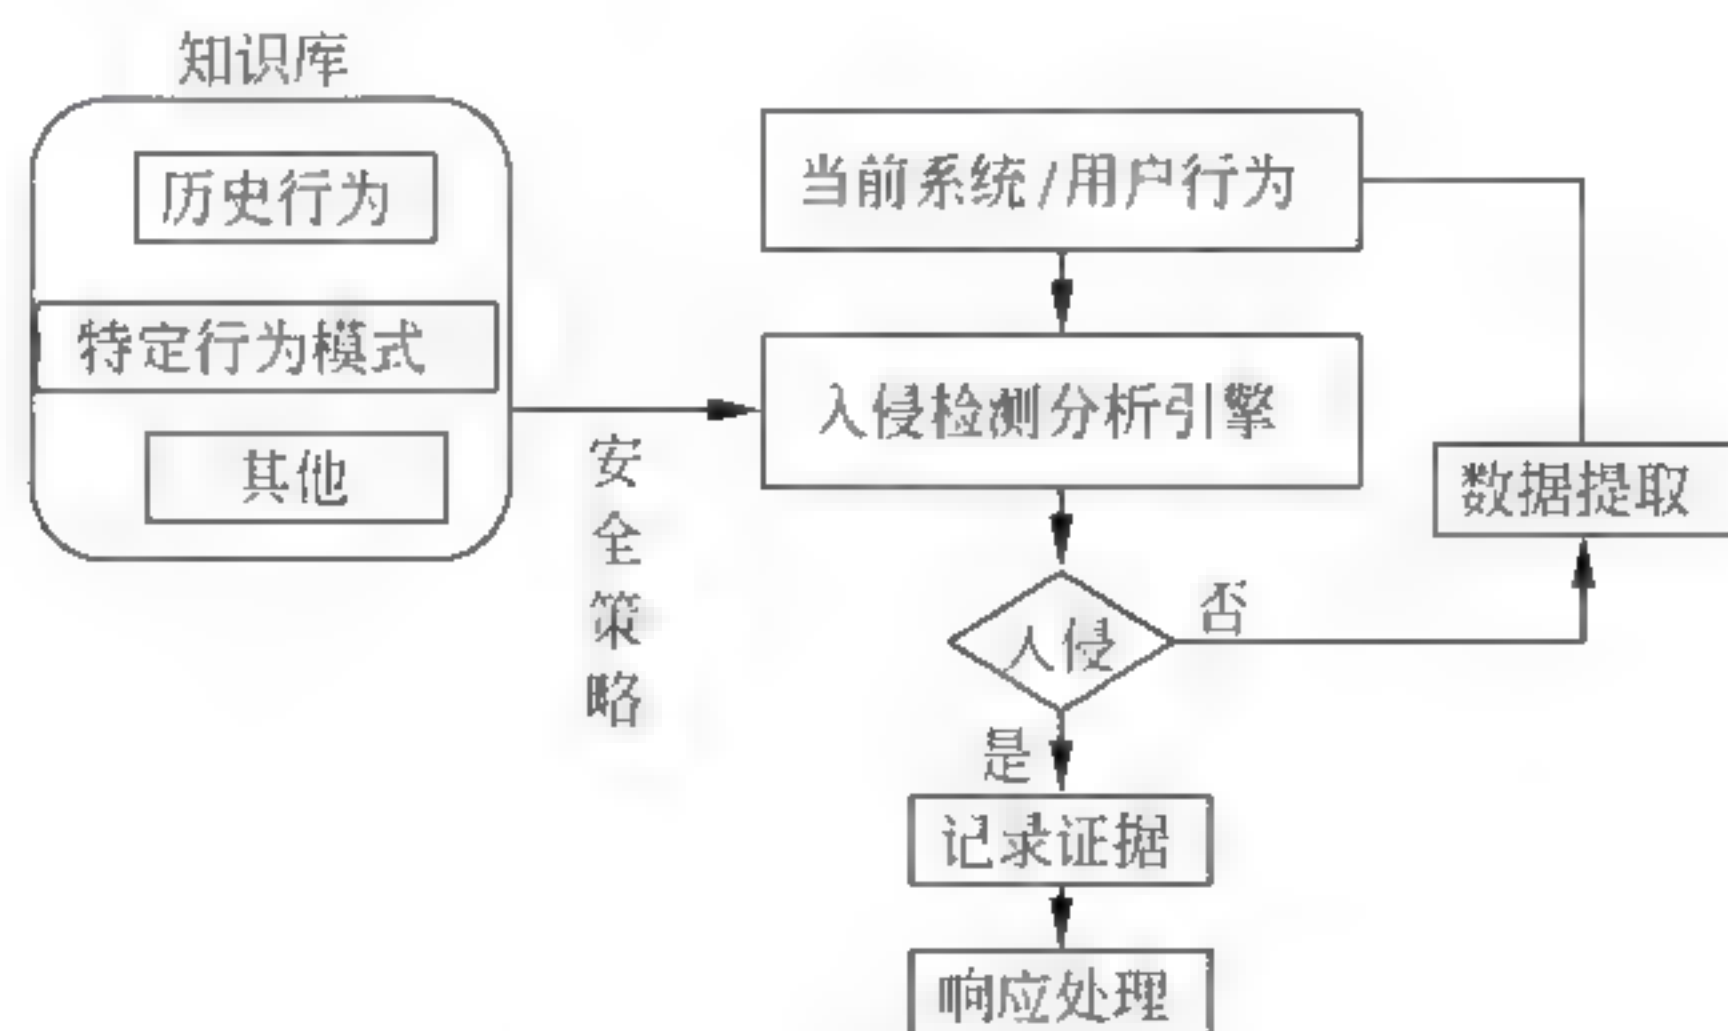 知识库
历史行为
特定行为模式
其他
安全策略
当前系统/用户行为
入侵检测分析引擎
数据提取
入侵
否
是
记录证据
响应处理